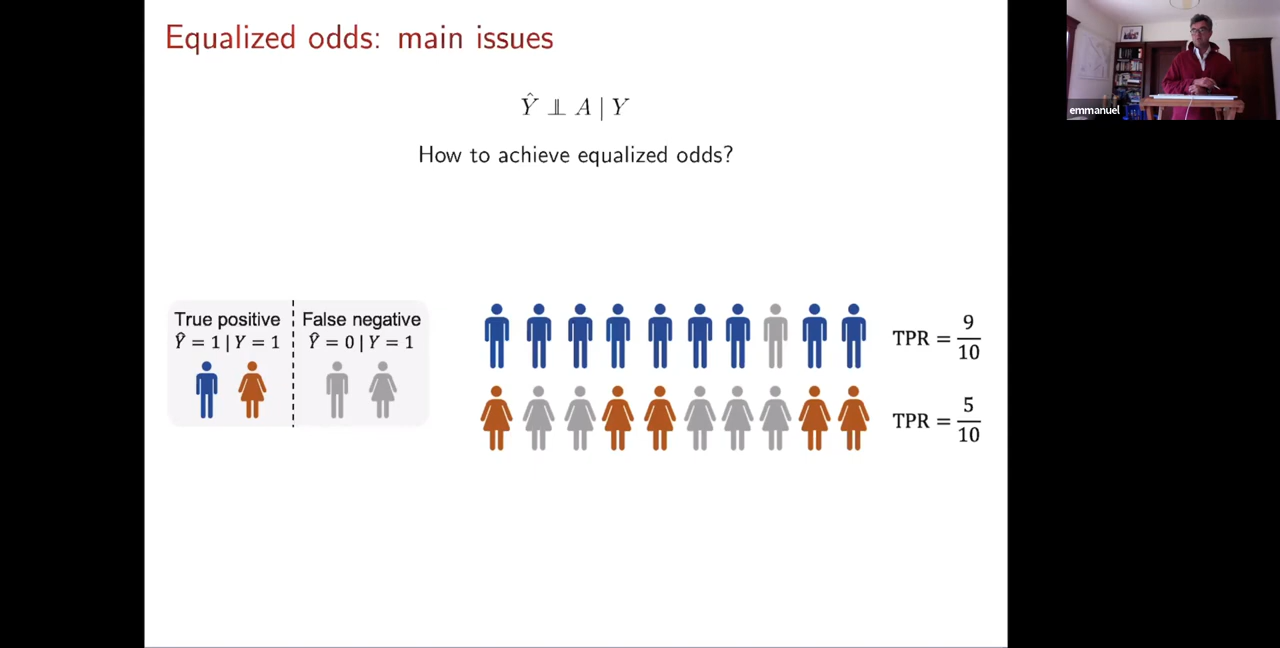 Equalized odds: main issues
Ŷ ⫫ A | Y
How to achieve equalized odds?
True positive
Ŷ = 1 | Y = 1
False negative
Ŷ = 0 | Y = 1
TPR = 9/10
TPR = 5/10
emmanuel